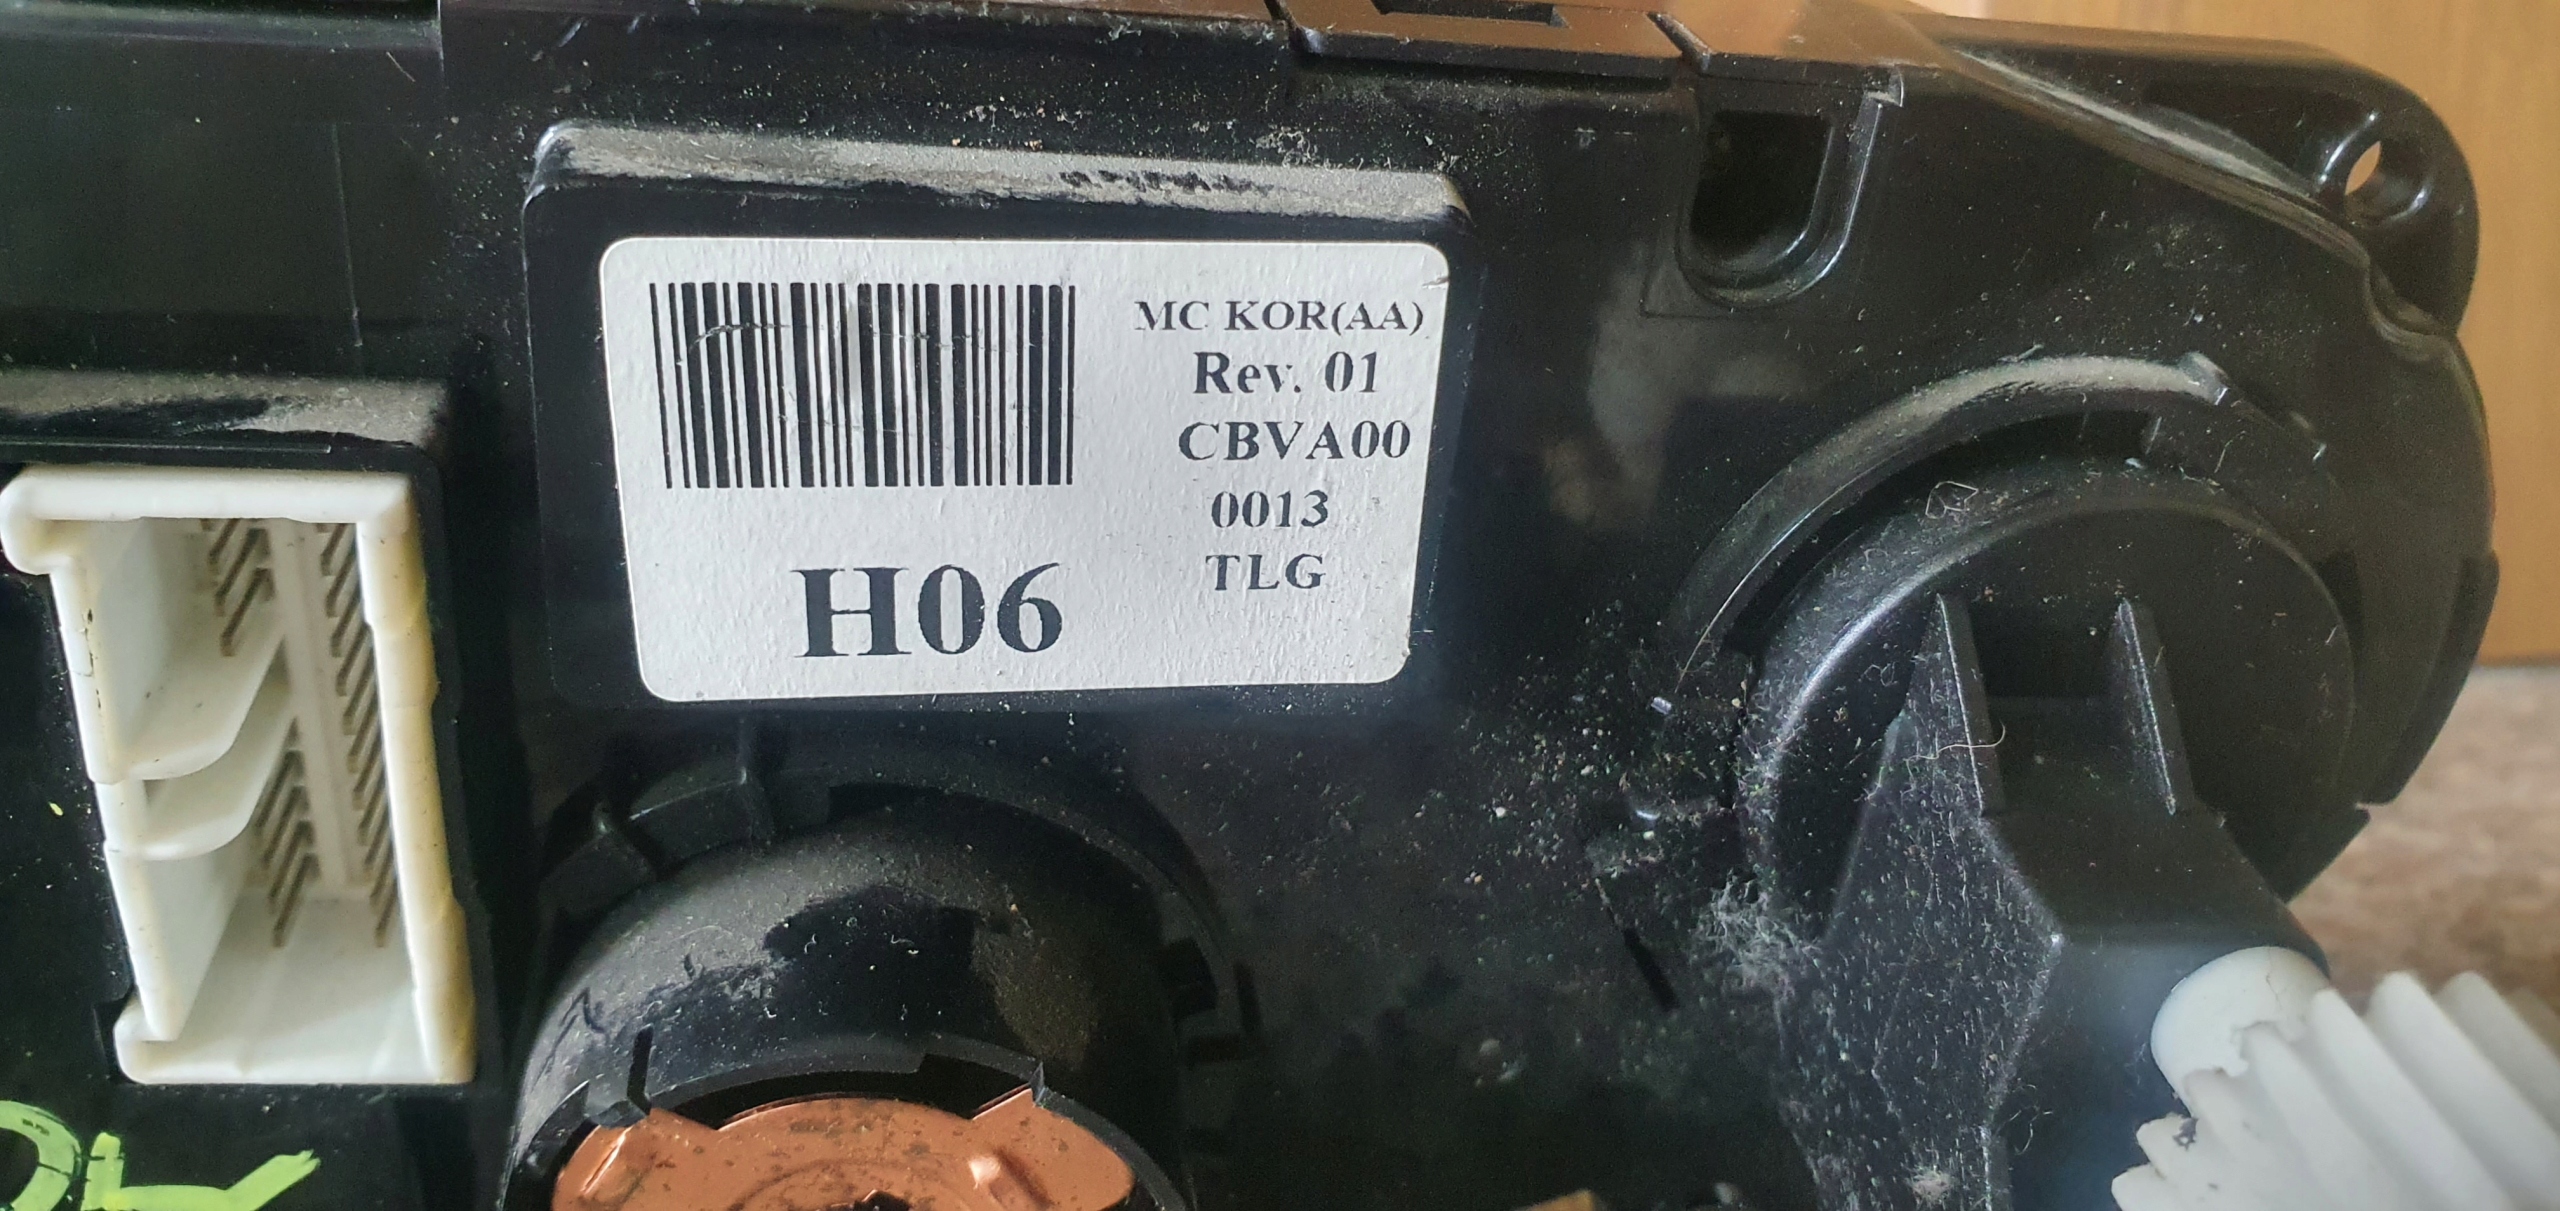 MC KOR(AA)
Rev. 01
CBVA00
0013
TLG
H06